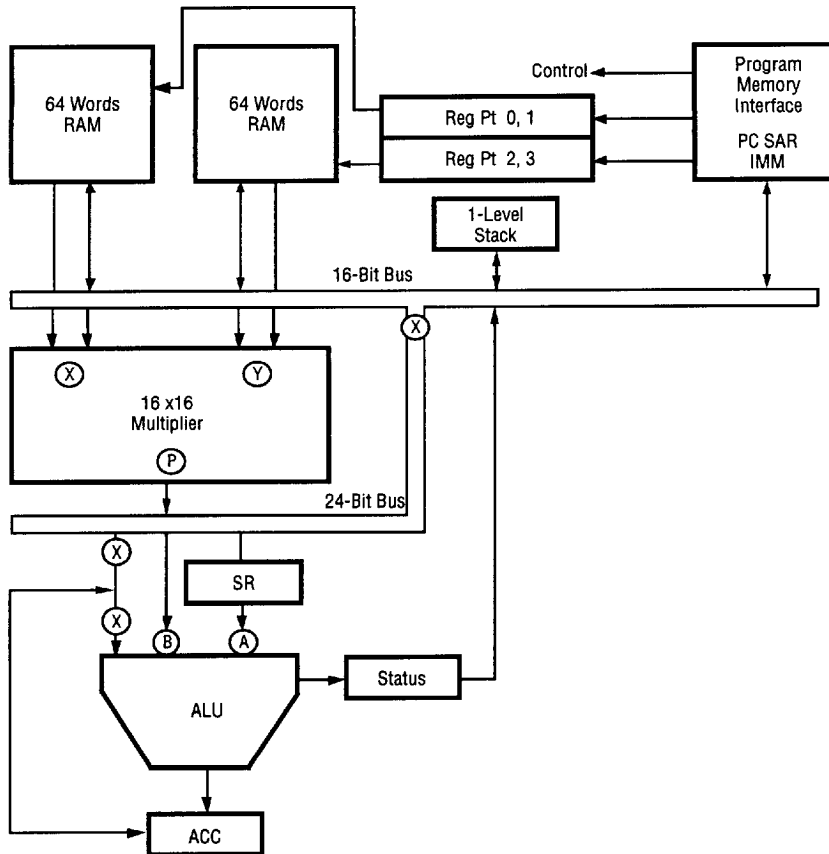 64 Words
RAM
64 Words
RAM
Control
Reg Pt 0, 1
Reg Pt 2, 3
Program
Memory
Interface
PC SAR
IMM
1-Level
Stack
16-Bit Bus
X
X
Y
16 x16
Multiplier
P
24-Bit Bus
X
SR
X
B
A
ALU
Status
ACC